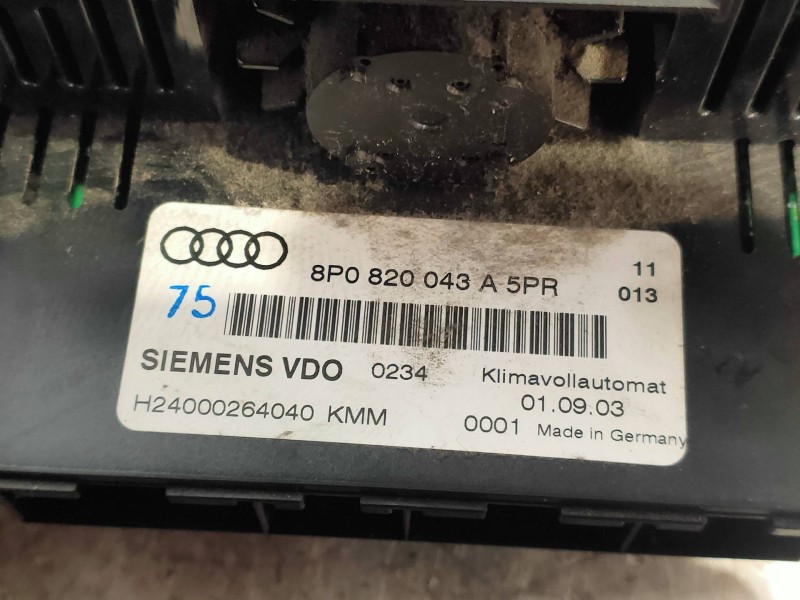 8P0 820 043 A 5PR
11
013
75
SIEMENS VDO 0234 Klimavollautomat
01.09.03
H24000264040 KMM 0001 Made in Germany